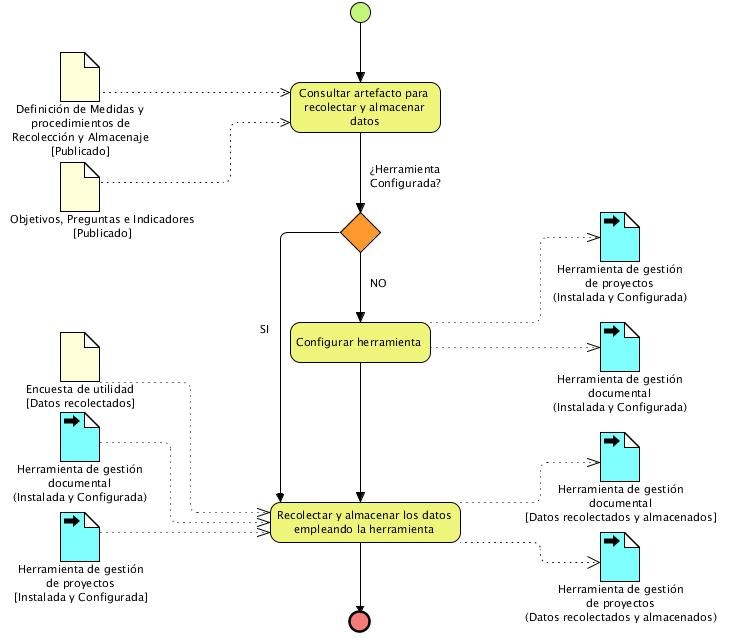 Consultar artefacto para
recolectar y almacenar
datos
Definición de Medidas y
procedimientos de
Recolección y Almacenaje
[Publicado]
Objetivos, Preguntas e Indicadores
[Publicado]
¿Herramienta
Configurada?
NO
SI
Herramienta de gestión
de proyectos
(Instalada y Configurada)
Configurar herramienta
Herramienta de gestión
documental
(Instalada y Configurada)
Encuesta de utilidad
[Datos recolectados]
Herramienta de gestión
documental
(Instalada y Configurada)
Herramienta de gestión
de proyectos
[Instalada y Configurada]
Recolectar y almacenar los datos
empleando la herramienta
Herramienta de gestión
documental
[Datos recolectados y almacenados]
Herramienta de gestión
de proyectos
(Datos recolectados y almacenados)